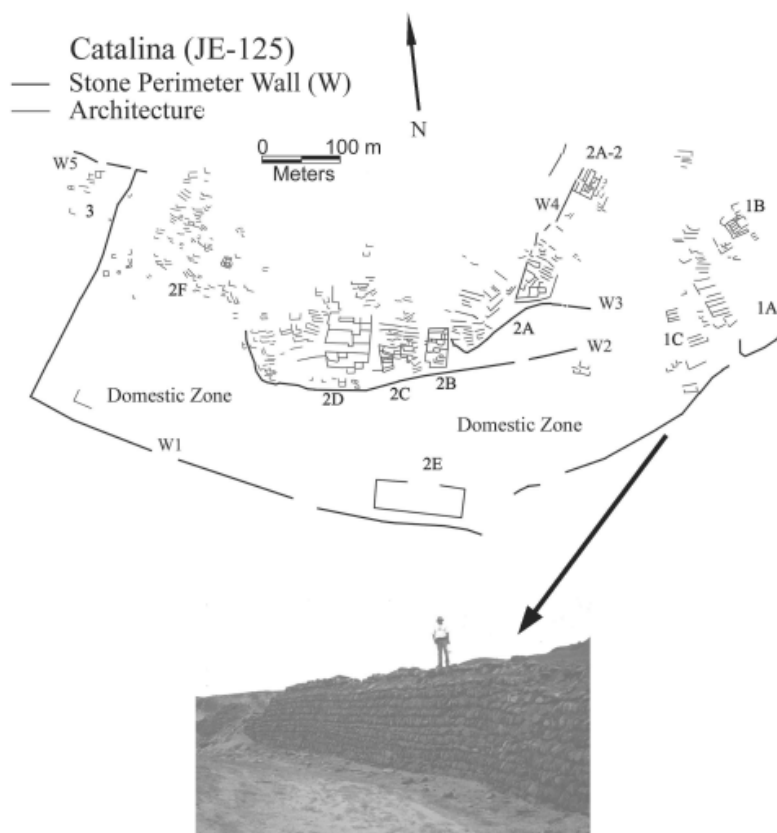 Catalina (JE-125)
Stone Perimeter Wall (W)
Architecture
N
0 100 m
Meters
W5
3
2F
2A-2
W4
1B
2A
W3
1A
1C
W2
2B
2C
2D
Domestic Zone
Domestic Zone
W1
2E